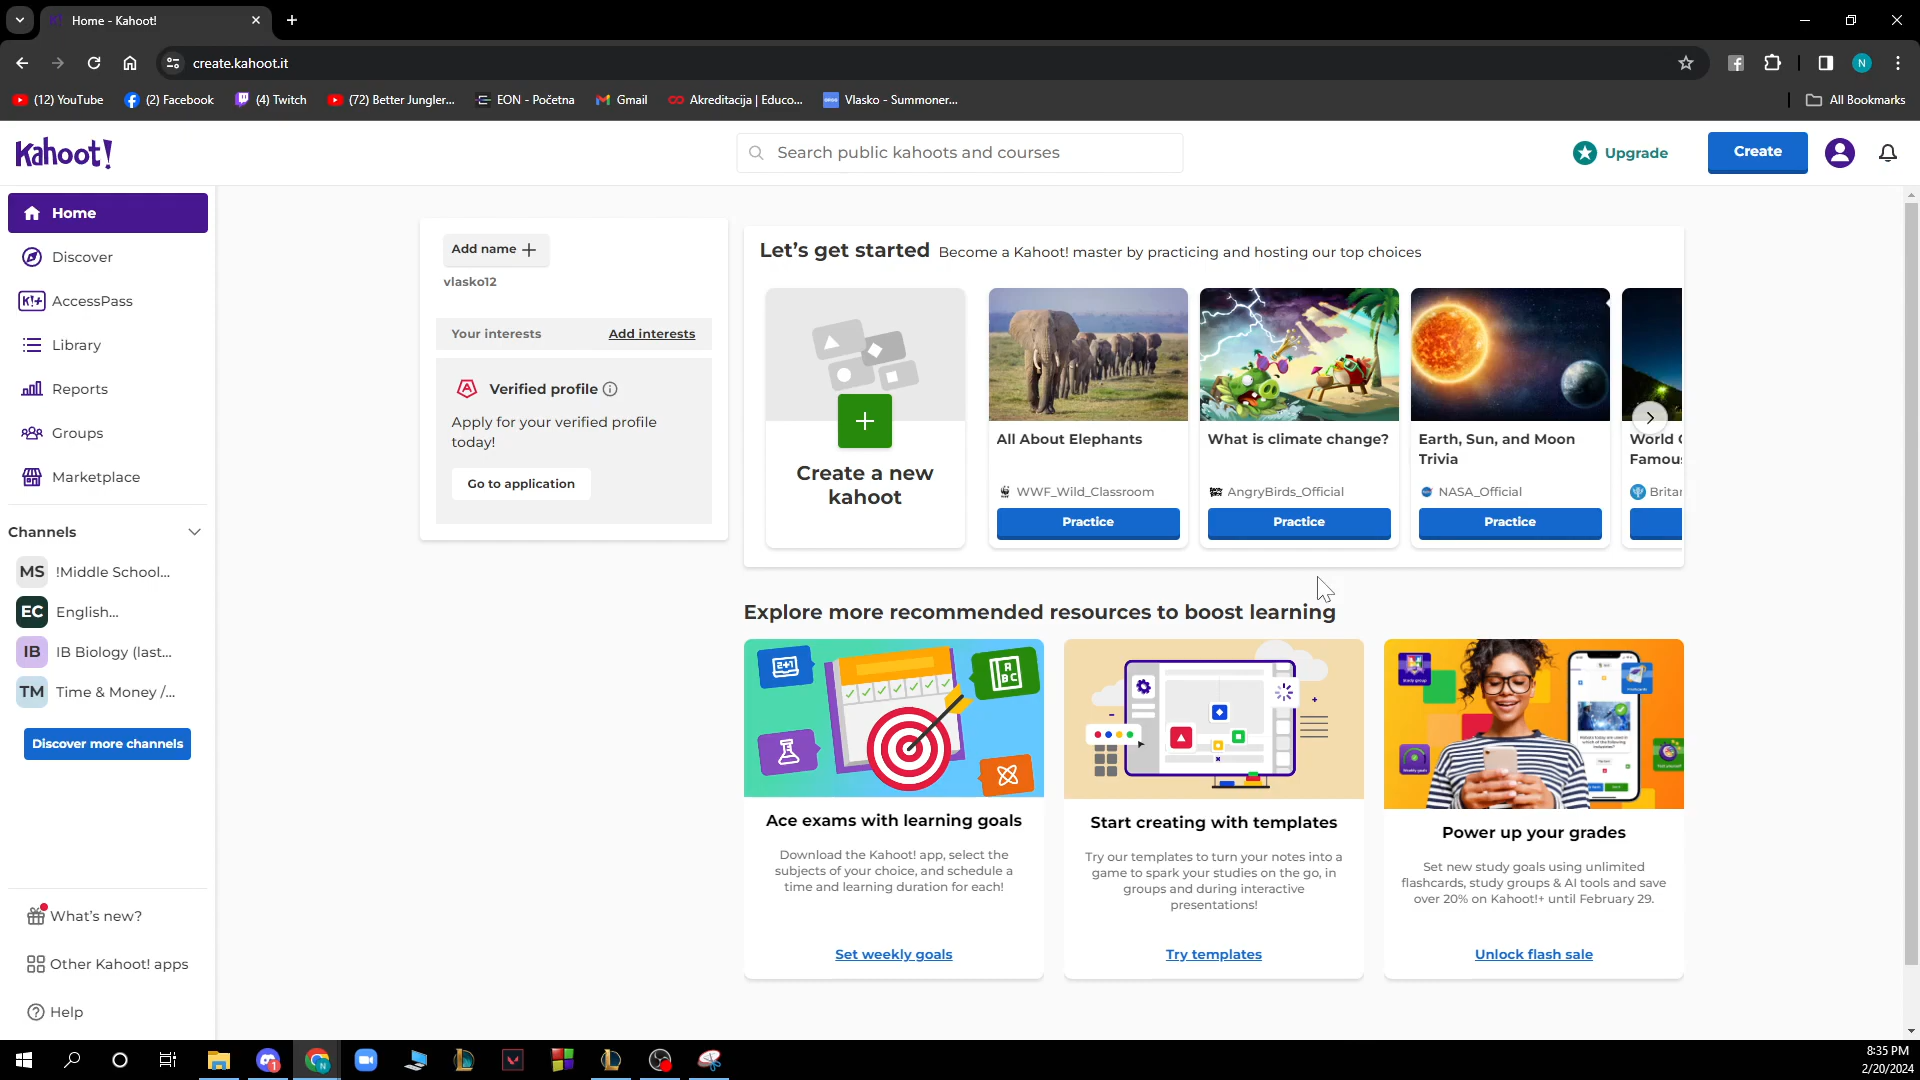 Home - Kahoot!
create.kahoot.it
N
(12) YouTube
(2) Facebook
(4) Twitch
(72) Better Jungler...
EON - Početna
Gmail
Akreditacija | Educo...
Vlasko - Summoner...
All Bookmarks
Kahoot!
Search public kahoots and courses
Upgrade
Create
Home
Discover
K!+ AccessPass
Library
Reports
Groups
Marketplace
Channels
MS !Middle School...
EC English...
IB IB Biology (last...
TM Time & Money /...
Discover more channels
What's new?
Other Kahoot! apps
Help
Add name
vlasko12
Your interests
Add interests
Verified profile
Apply for your verified profile
today!
Go to application
Let's get started Become a Kahoot! master by practicing and hosting our top choices
Create a new
kahoot
All About Elephants
WWF_Wild_Classroom
Practice
What is climate change?
AngryBirds_Official
Practice
Earth, Sun, and Moon
Trivia
NASA_Official
Practice
World
Famou
Brita
Explore more recommended resources to boost learning
Ace exams with learning goals
Download the Kahoot! app, select the
subjects of your choice, and schedule a
time and learning duration for each!
Set weekly goals
Start creating with templates
Try our templates to turn your notes into a
game to spark your studies on the go, in
groups and during interactive
presentations!
Try templates
Power up your grades
Set new study goals using unlimited
flashcards, study groups & AI tools and save
over 20% on Kahoot!+ until February 29.
Unlock flash sale
8:35 PM
2/20/2024